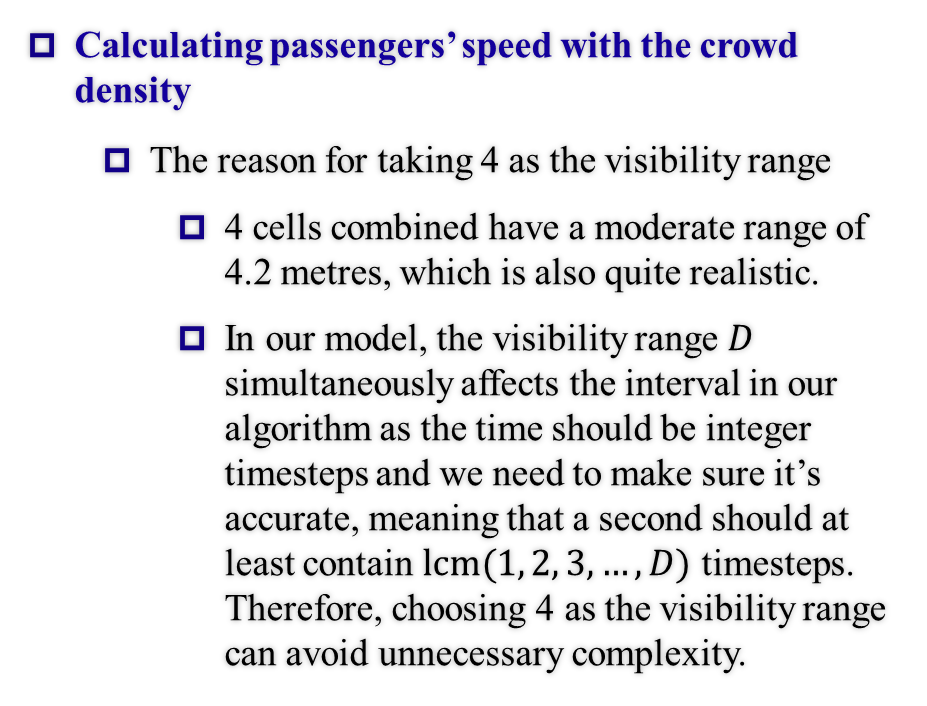 Calculating passengers’ speed with the crowd
density
The reason for taking 4 as the visibility range
4 cells combined have a moderate range of
4.2 metres, which is also quite realistic.
In our model, the visibility range D
simultaneously affects the interval in our
algorithm as the time should be integer
timesteps and we need to make sure it’s
accurate, meaning that a second should at
least contain lcm(1, 2, 3, … , D) timesteps.
Therefore, choosing 4 as the visibility range
can avoid unnecessary complexity.